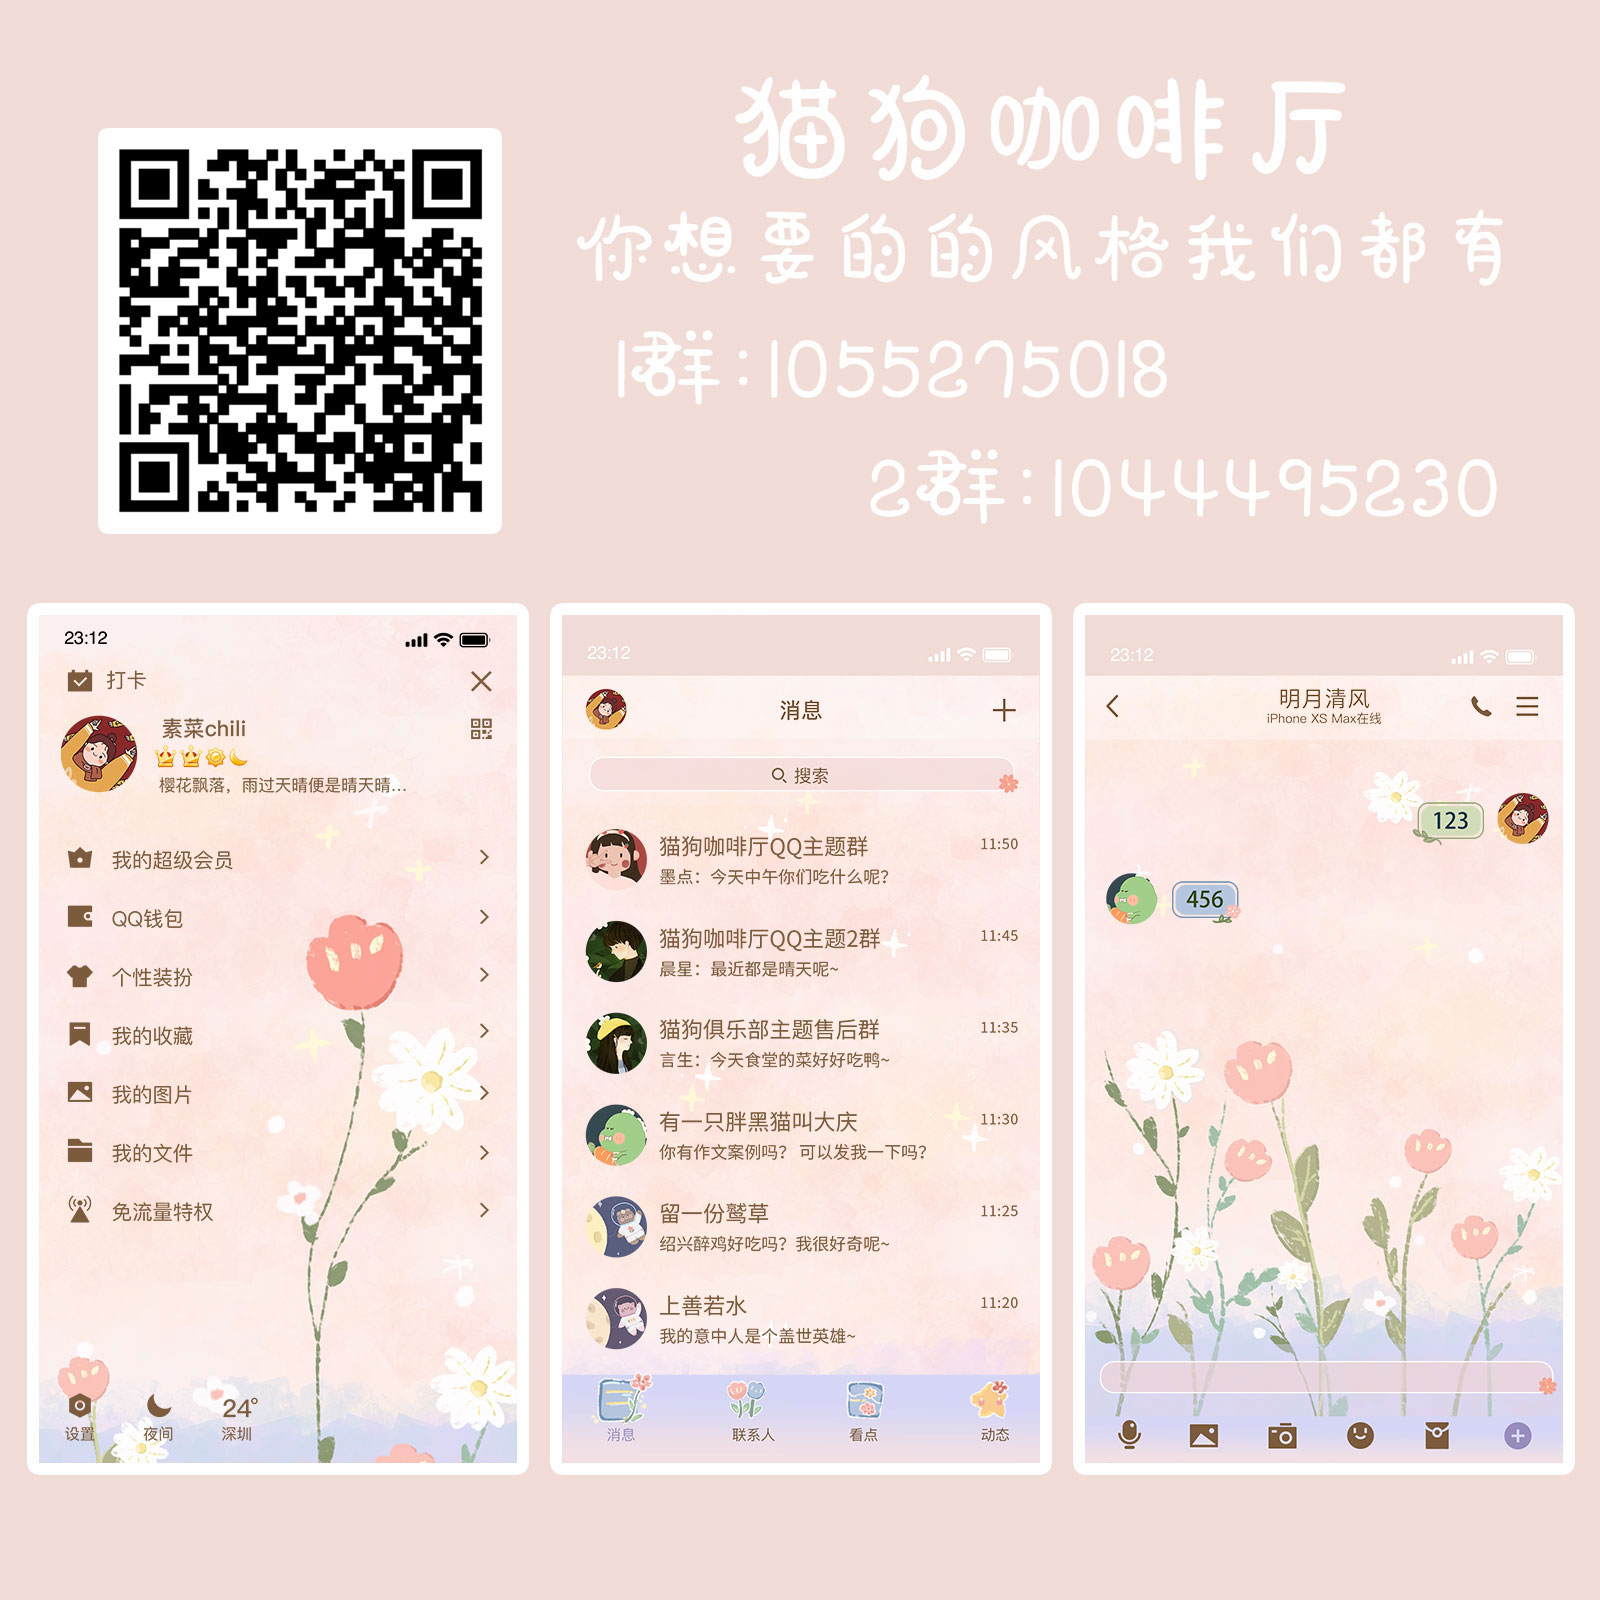 猫狗咖啡厅
你想要的的风格我们都有
1群:1055275018
2群:1044495230
23:12
打卡
素菜chili
樱花飘落，雨过天晴便是晴天晴...
我的超级会员
QQ钱包
个性装扮
我的收藏
我的图片
我的文件
免流量特权
24°
设置
夜间
深圳
23:12
消息
搜索
猫狗咖啡厅QQ主题群
11:50
墨点：今天中午你们吃什么呢？
猫狗咖啡厅QQ主题2群
11:45
晨星：最近都是晴天呢~
猫狗俱乐部主题售后群
11:35
言生：今天食堂的菜好好吃鸭~
有一只胖黑猫叫大庆
11:30
你有作文案例吗？ 可以发我一下吗？
留一份鹫草
11:25
绍兴醉鸡好吃吗？我很好奇呢~
上善若水
11:20
我的意中人是个盖世英雄~
消息
联系人
看点
动态
23:12
明月清风
iPhone XS Max在线
123
456